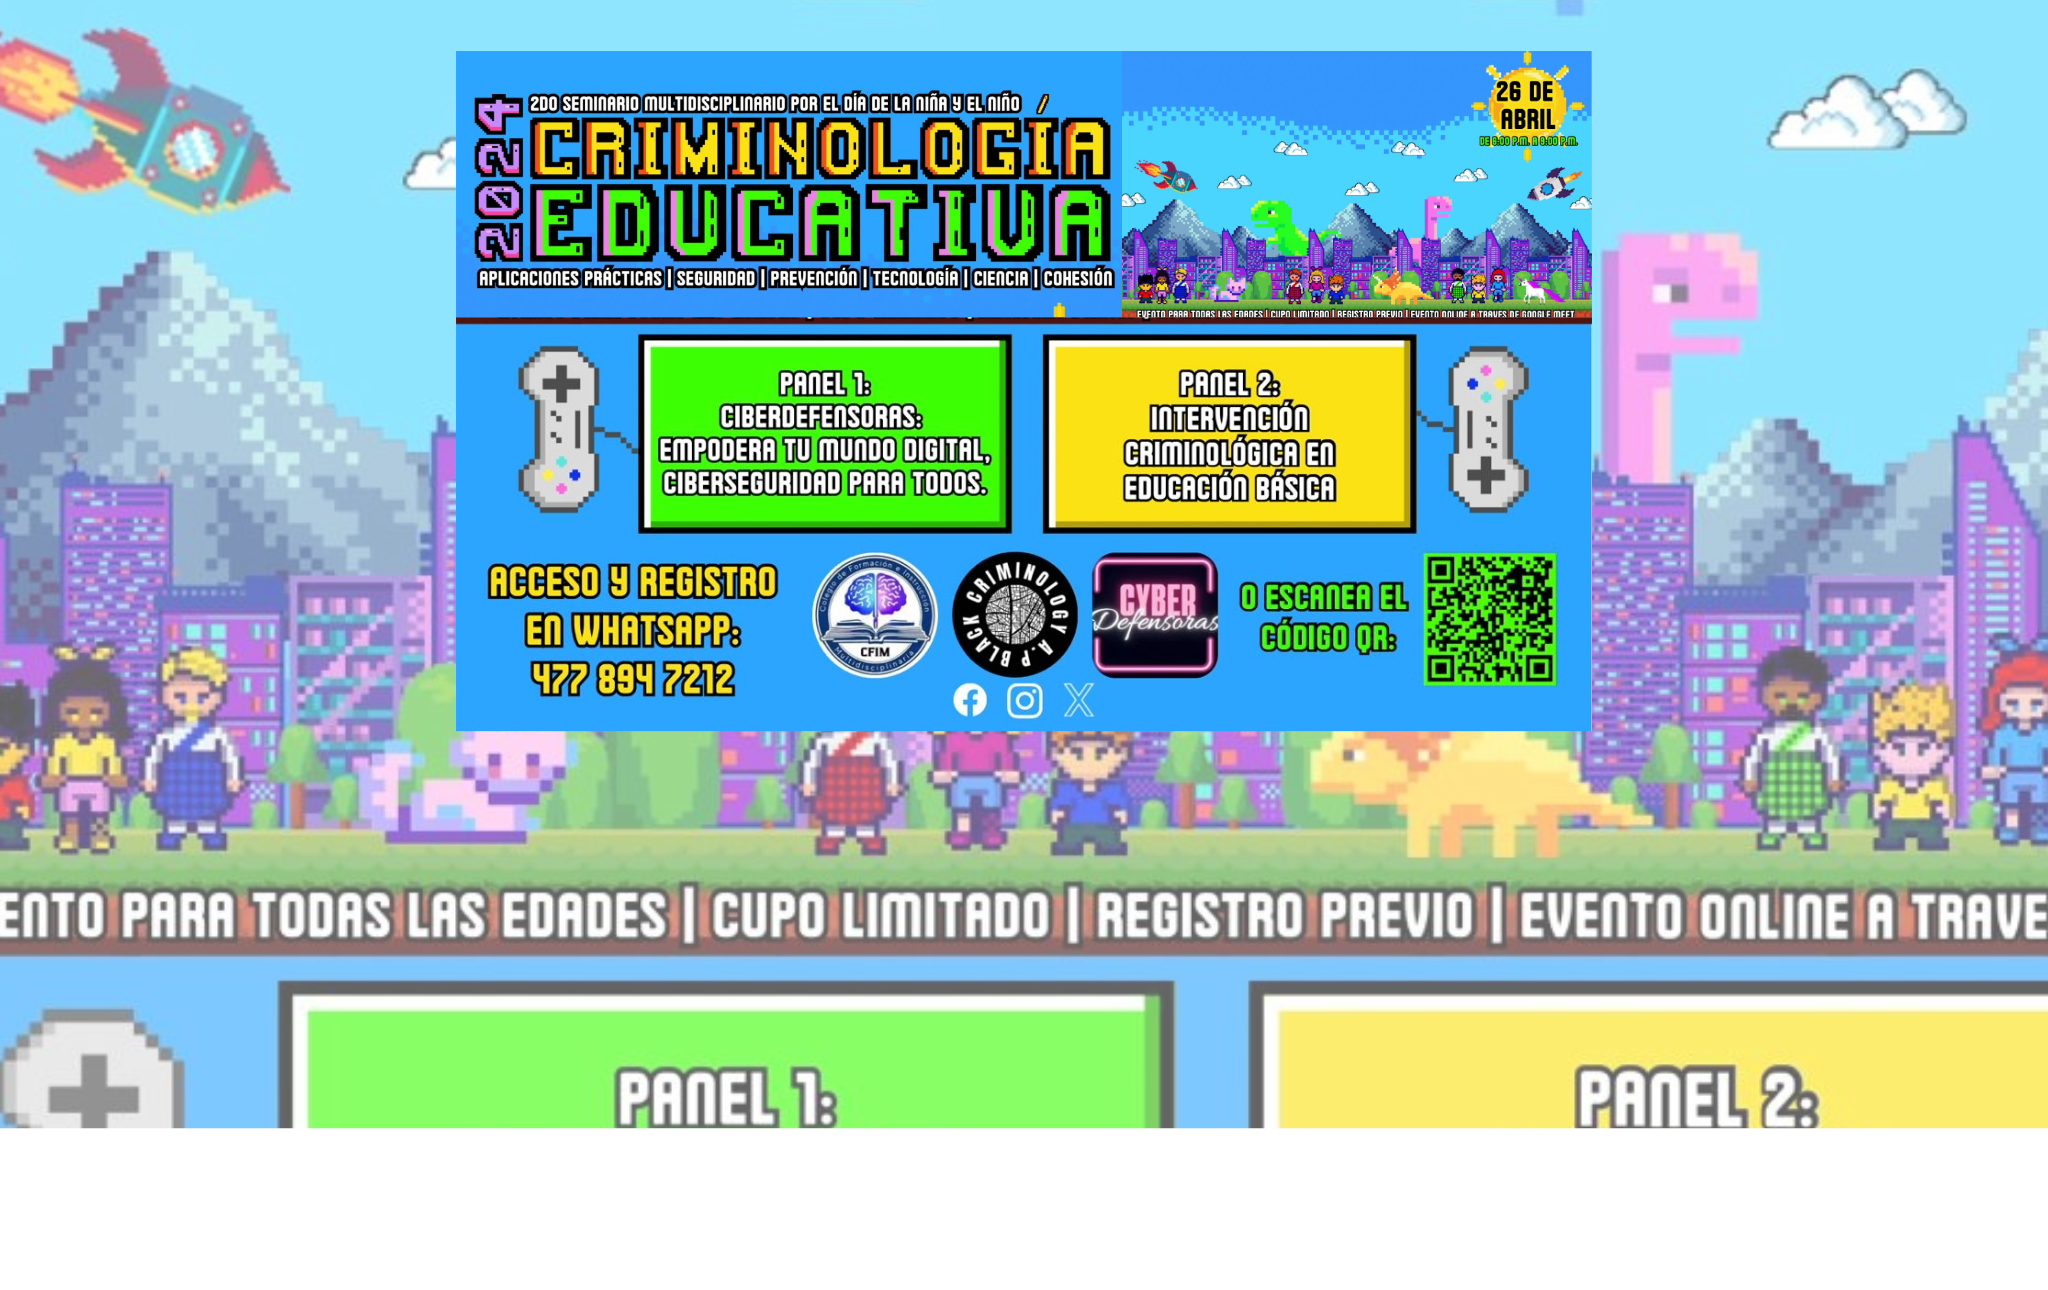 2024
2DO SEMINARIO MULTIDISCIPLINARIO POR EL DÍA DE LA NIÑA Y EL NIÑO
CRIMINOLOGÍA
EDUCATIVA
APLICACIONES PRÁCTICAS | SEGURIDAD | PREVENCIÓN | TECNOLOGÍA | CIENCIA | COHESIÓN
26 DE
ABRIL
DE 6:00 P.M. A 9:00 P.M.
EVENTO PARA TODAS LAS EDADES | CUPO LIMITADO | REGISTRO PREVIO | EVENTO ONLINE A TRAVES DE GOOGLE MEET
PANEL 1:
CIBERDEFENSORAS:
EMPODERA TU MUNDO DIGITAL,
CIBERSEGURIDAD PARA TODOS.
PANEL 2:
INTERVENCIÓN
CRIMINOLÓGICA EN
EDUCACIÓN BÁSICA
ACCESO Y REGISTRO
EN WHATSAPP:
477 894 7212
Colegio de Formación e Instrucción
CFIM
Multidisciplinaria
BLACK CRIMINOLOGY A.P
CYBER
Defensoras
O ESCANEA EL
CÓDIGO QR:
ENTO PARA TODAS LAS EDADES | CUPO LIMITADO | REGISTRO PREVIO | EVENTO ONLINE A TRAVE
PANEL 1:
PANEL 2: